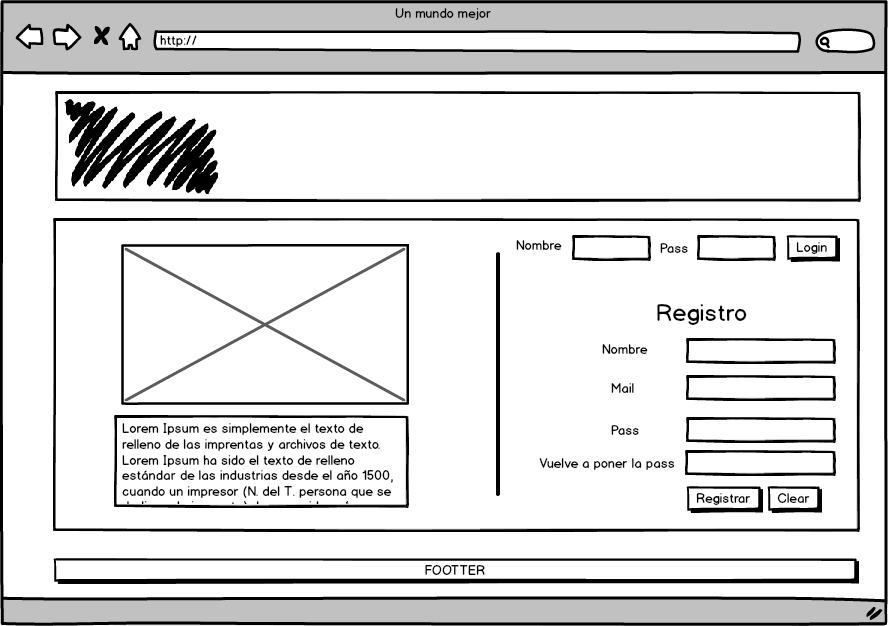 Un mundo mejor
http://
Nombre Pass Login
Registro
Nombre
Mail
Pass
Vuelve a poner la pass
Registrar Clear
Lorem Ipsum es simplemente el texto de
relleno de las imprentas y archivos de texto.
Lorem Ipsum ha sido el texto de relleno
estándar de las industrias desde el año 1500,
cuando un impresor (N. del T. persona que se
FOOTTER